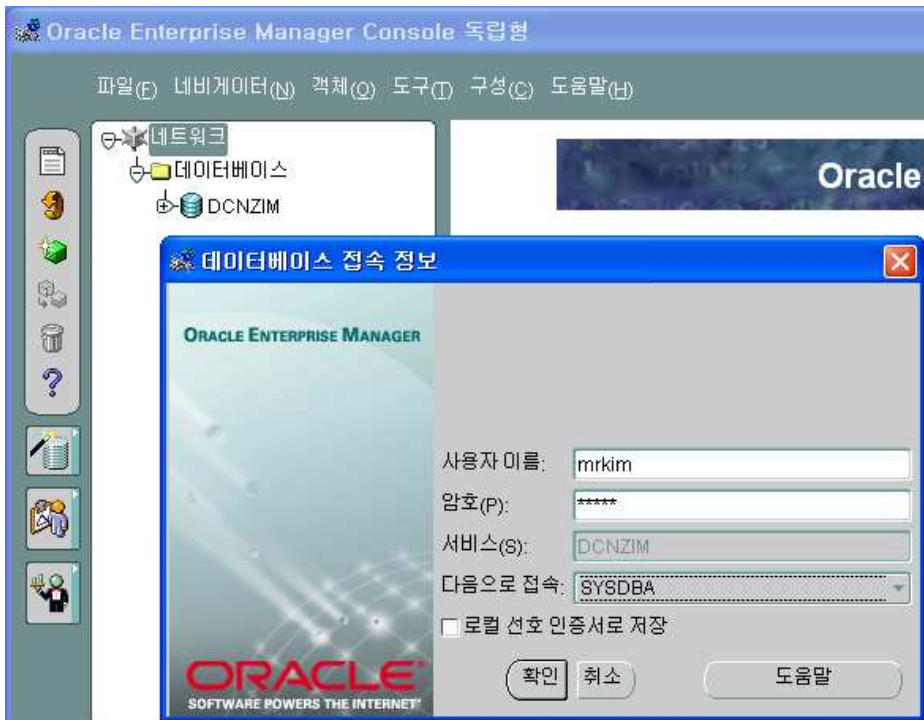 Oracle Enterprise Manager Console 독립형
파일(F) 네비게이터(N) 객체(O) 도구(T) 구성(C) 도움말(H)
네트워크
데이터베이스
DCNZIM
Oracle
데이터베이스 접속 정보
ORACLE ENTERPRISE MANAGER
사용자 이름: mrkim
암호(P): *****
서비스(S): DCNZIM
다음으로 접속: SYSDBA
로컬 선호 인증서로 저장
확인 취소 도움말
ORACLE®
SOFTWARE POWERS THE INTERNET™